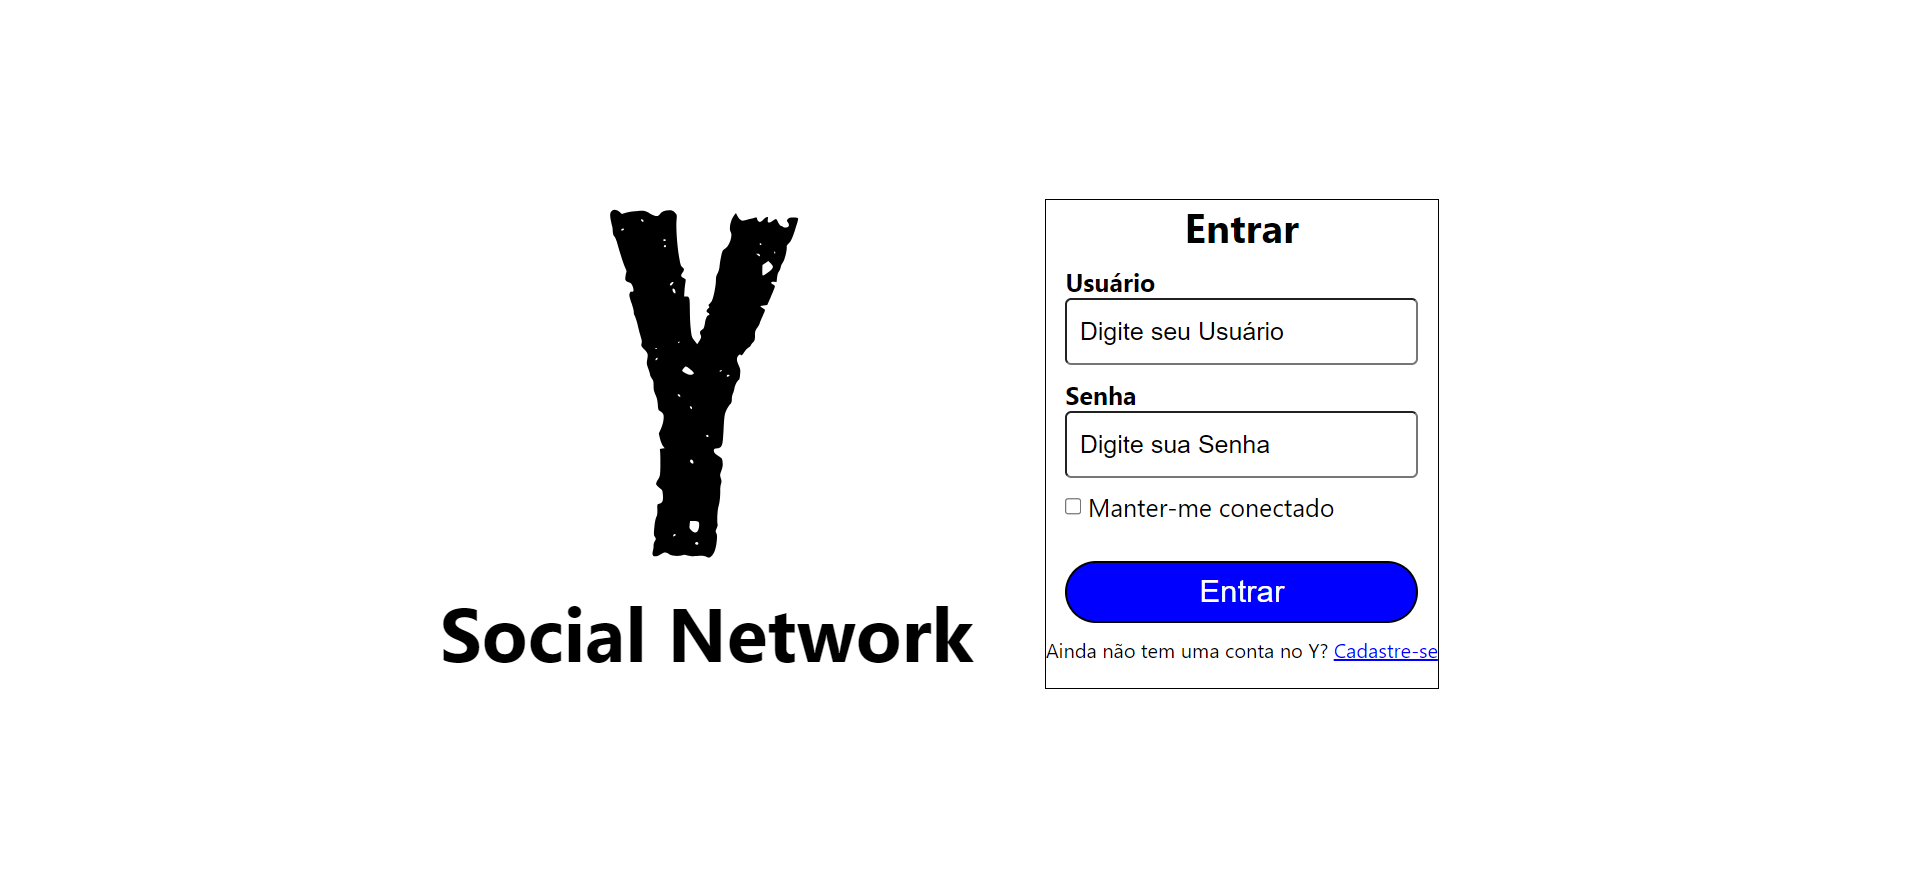 Y
Social Network
Entrar
Usuário
Digite seu Usuário
Senha
Digite sua Senha
Manter-me conectado
Entrar
Ainda não tem uma conta no Y? Cadastre-se